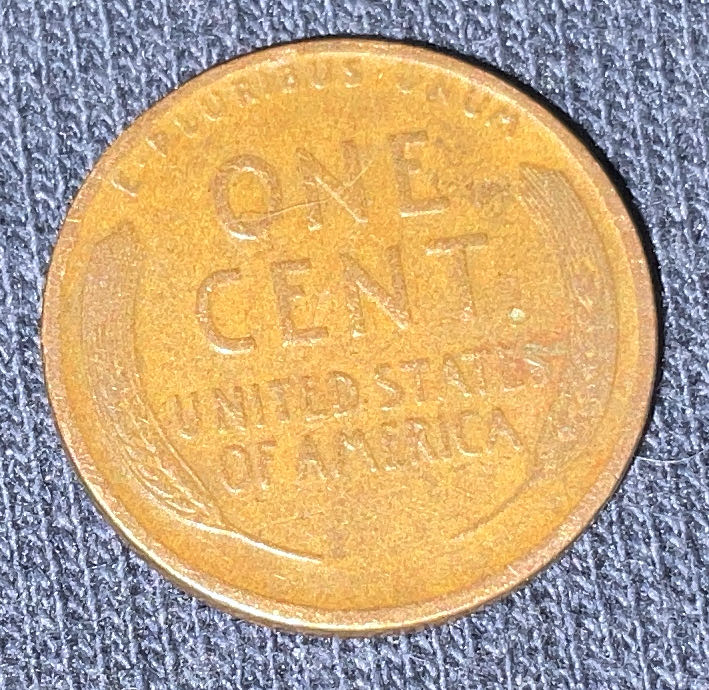 E·PLURIBUS·UNUM
ONE
CENT
UNITED STATES
OF AMERICA